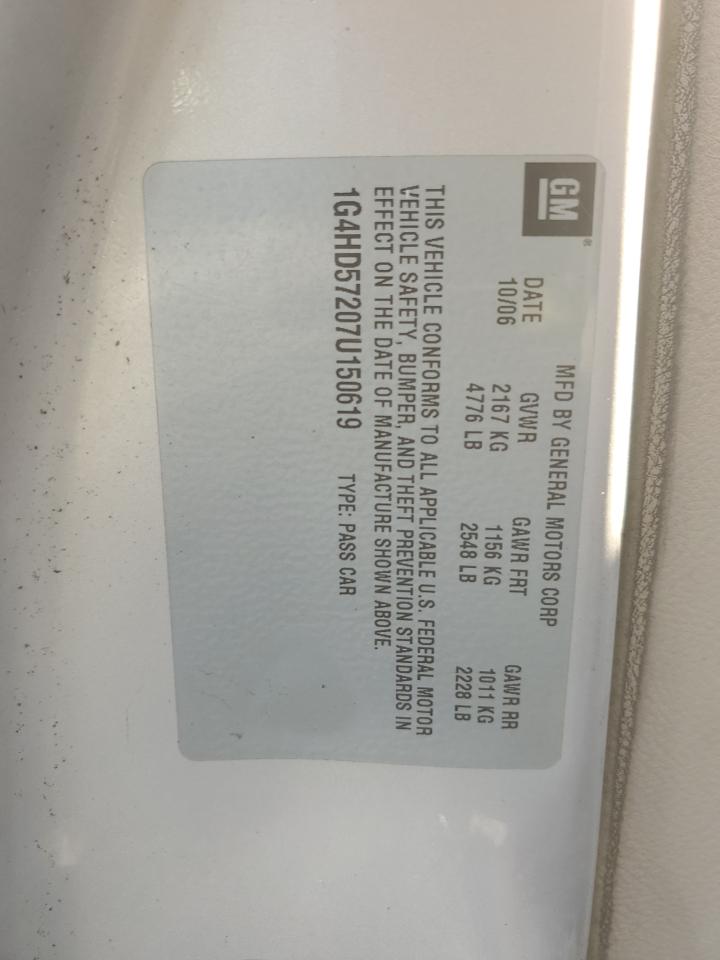 GM®
MFD BY GENERAL MOTORS CORP
DATE GVWR GAWR FRT GAWR RR
10/06 2167 KG 1156 KG 1011 KG
4776 LB 2548 LB 2228 LB
THIS VEHICLE CONFORMS TO ALL APPLICABLE U.S. FEDERAL MOTOR
VEHICLE SAFETY, BUMPER, AND THEFT PREVENTION STANDARDS IN
EFFECT ON THE DATE OF MANUFACTURE SHOWN ABOVE.
1G4HD57207U150619 TYPE: PASS CAR